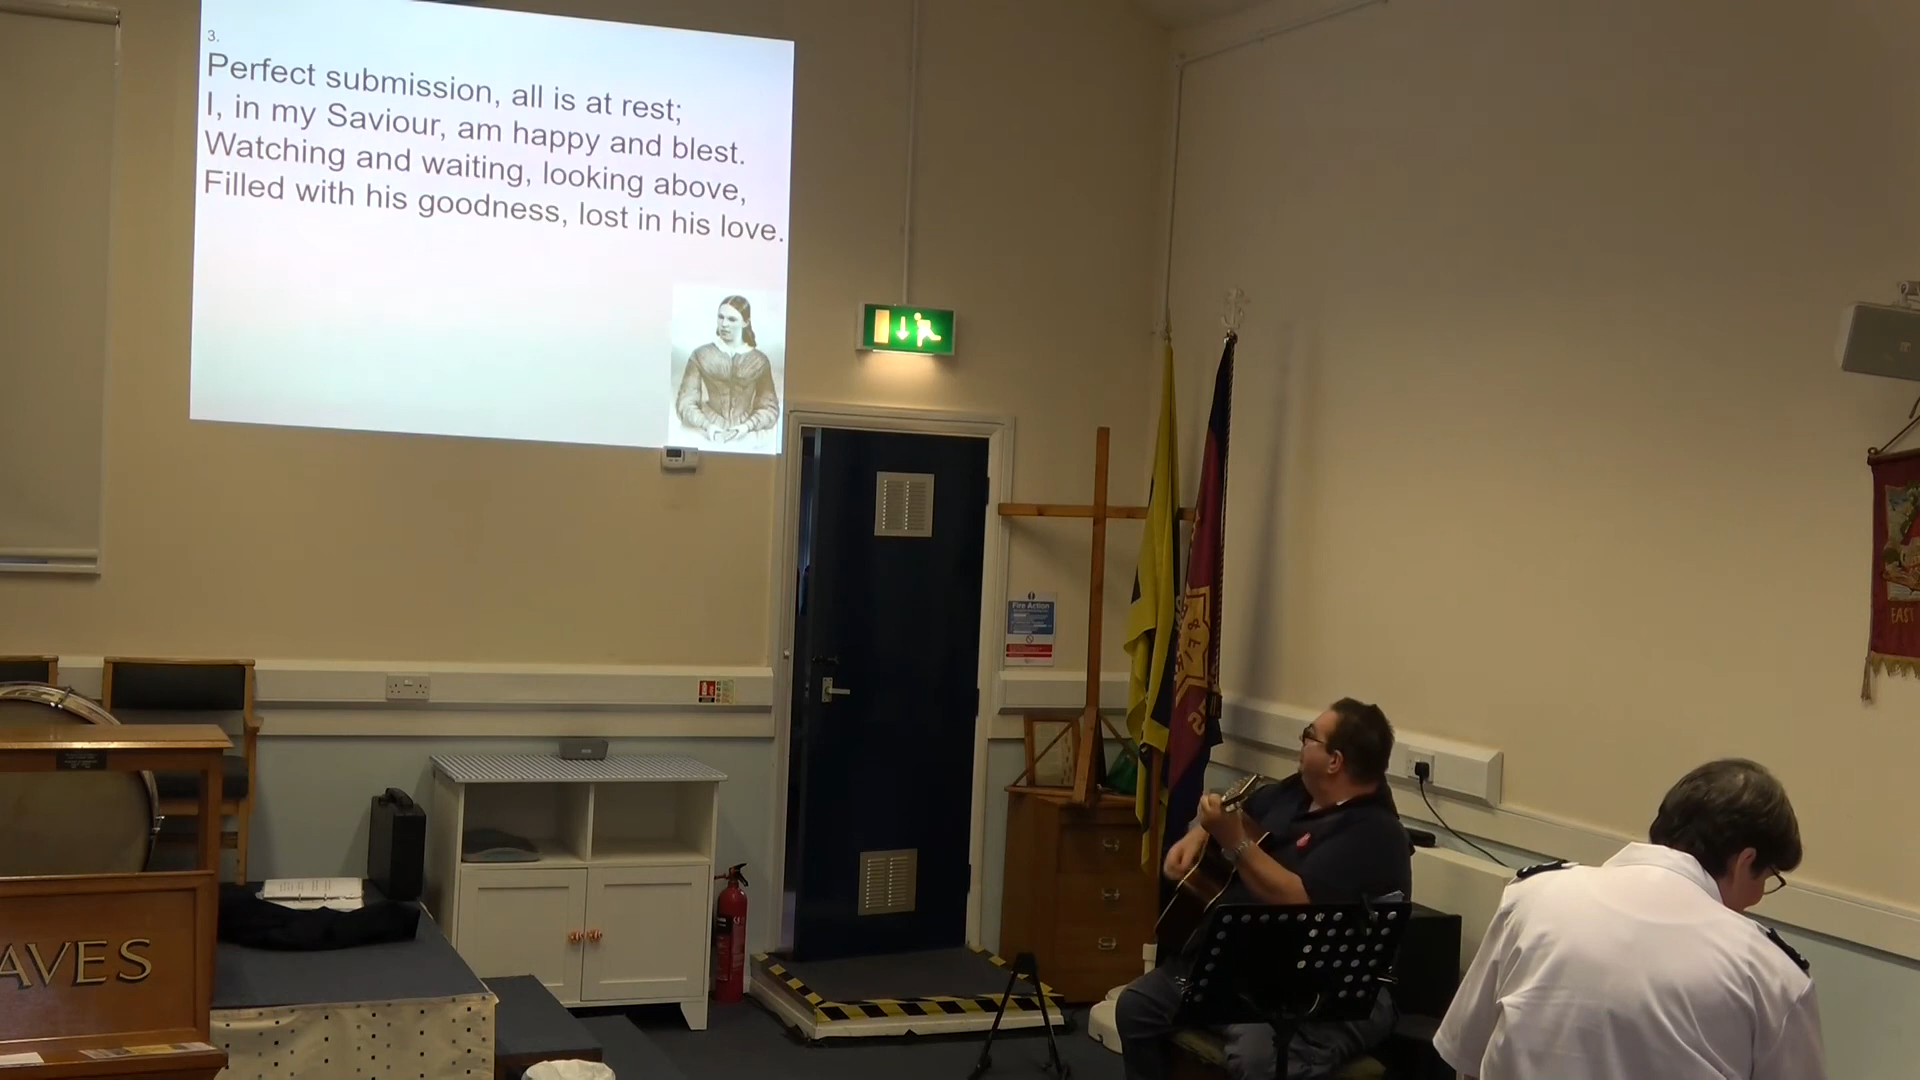 3.
Perfect submission, all is at rest;
I, in my Saviour, am happy and blest.
Watching and waiting, looking above,
Filled with his goodness, lost in his love.
Fire Action
EAST
AVES